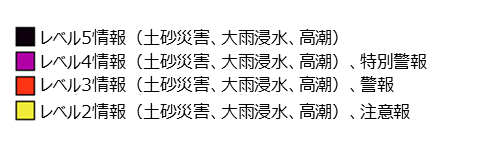 レベル5情報（土砂災害、大雨浸水、高潮）
レベル4情報（土砂災害、大雨浸水、高潮）、特別警報
レベル3情報（土砂災害、大雨浸水、高潮）、警報
レベル2情報（土砂災害、大雨浸水、高潮）、注意報